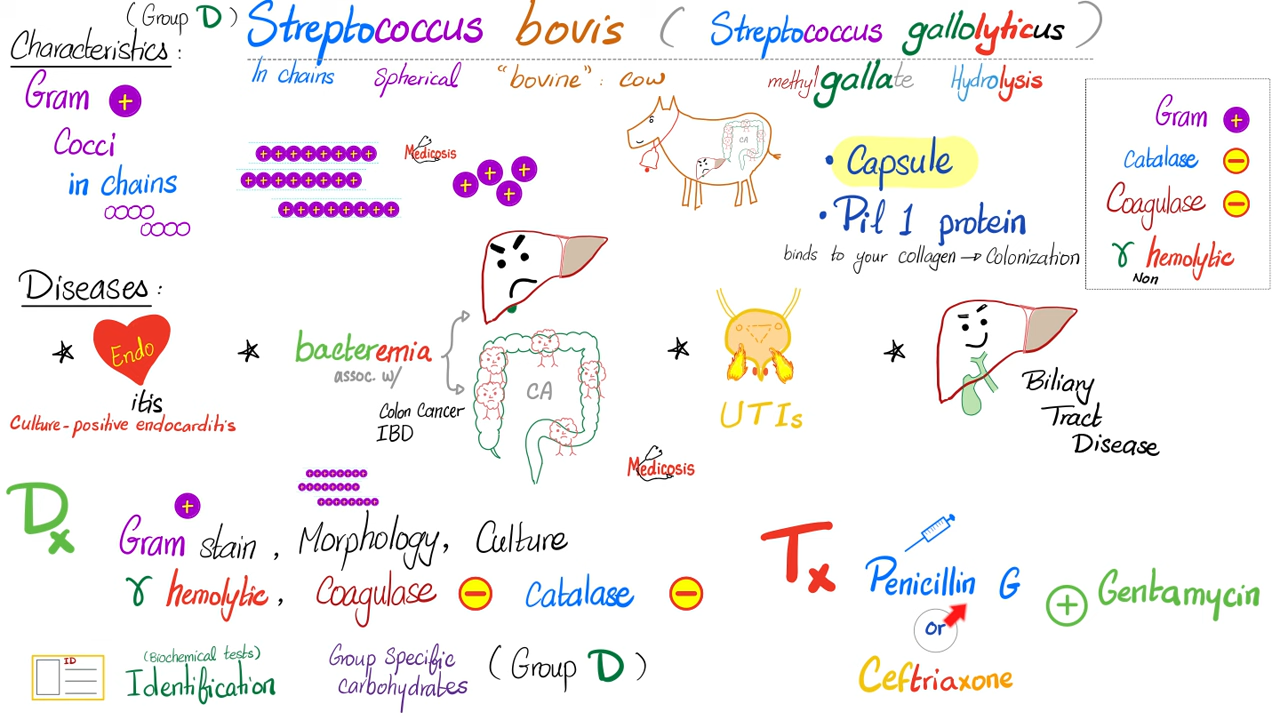 (Group D)
Streptococcus bovis (Streptococcus gallolyticus)
In chains Spherical "bovine": cow methyl gallate Hydrolysis
Characteristics:
Gram +
Cocci
in chains
Medicosis
CA
• Capsule
• Pil 1 protein
binds to your collagen → Colonization
Gram +
Catalase −
Coagulase −
γ hemolytic
Non
Diseases:
Endo
itis
Culture-positive endocarditis
bacteremia
assoc. w/
Colon Cancer
IBD
CA
UTIs
Biliary
Tract
Disease
Medicosis
Dx
Gram + stain, Morphology, Culture
γ hemolytic, Coagulase − Catalase −
ID
(Biochemical tests)
Identification
Group Specific
Carbohydrates
(Group D)
Tx
Penicillin G
or
Ceftriaxone
+ Gentamycin